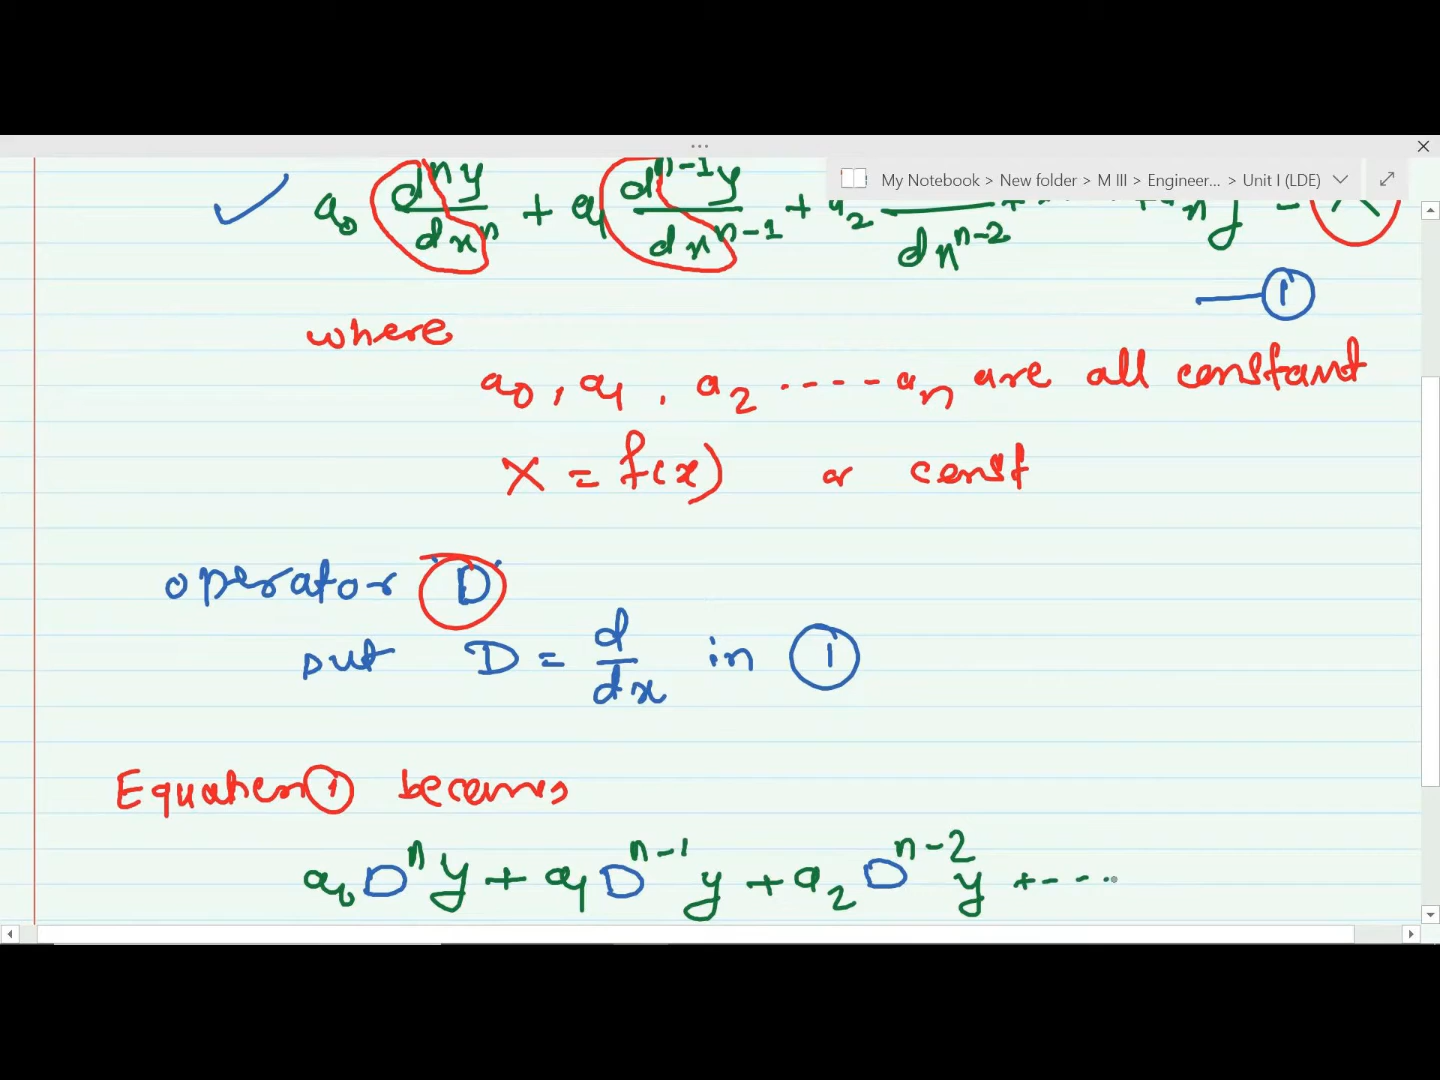 My Notebook > New folder > M III > Engineer... > Unit I (LDE)
a₀ dⁿy/dxⁿ + a₁ dⁿ⁻¹y/dxⁿ⁻¹ + a₂ /dxⁿ⁻² + ... + ₙy = X
— ①
where
a₀, a₁, a₂ ----- aₙ are all constant
X = f(x) or const
operator "D"
put D = d/dx in ①
Equation ① becomes
a₀ Dⁿy + a₁ Dⁿ⁻¹y + a₂ Dⁿ⁻²y + ----